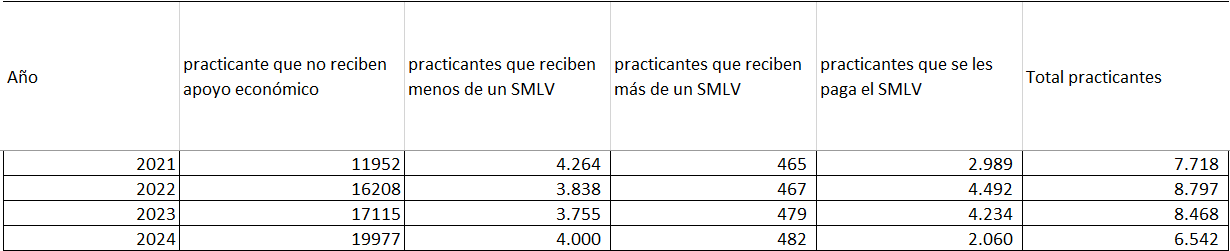 Año practicante que no reciben apoyo económico practicantes que reciben menos de un SMLV practicantes que reciben más de un SMLV practicantes que se les paga el SMLV Total practicantes
2021 11952 4.264 465 2.989 7.718
2022 16208 3.838 467 4.492 8.797
2023 17115 3.755 479 4.234 8.468
2024 19977 4.000 482 2.060 6.542